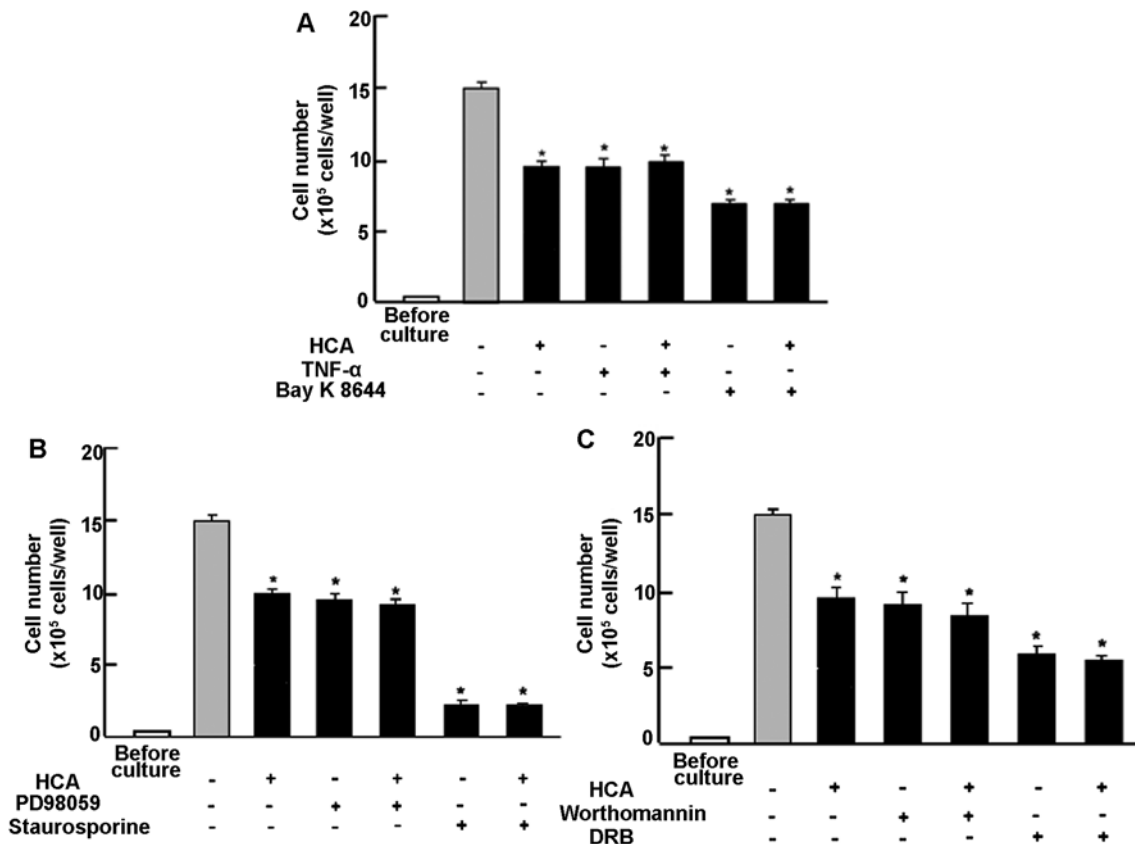 A
Cell number
(x10⁵ cells/well)
20
15
10
5
0
* * * * *
Before
culture
HCA - + - + - +
TNF-α - - + + - -
Bay K 8644 - - - - + +
B
Cell number
(x10⁵ cells/well)
20
15
10
5
0
* * * * *
Before
culture
HCA - + - + - +
PD98059 - - + + - -
Staurosporine - - - - + +
C
Cell number
(x10⁵ cells/well)
20
15
10
5
0
* * * * *
Before
culture
HCA - + - + - +
Worthomannin - - + + - -
DRB - - - - + +